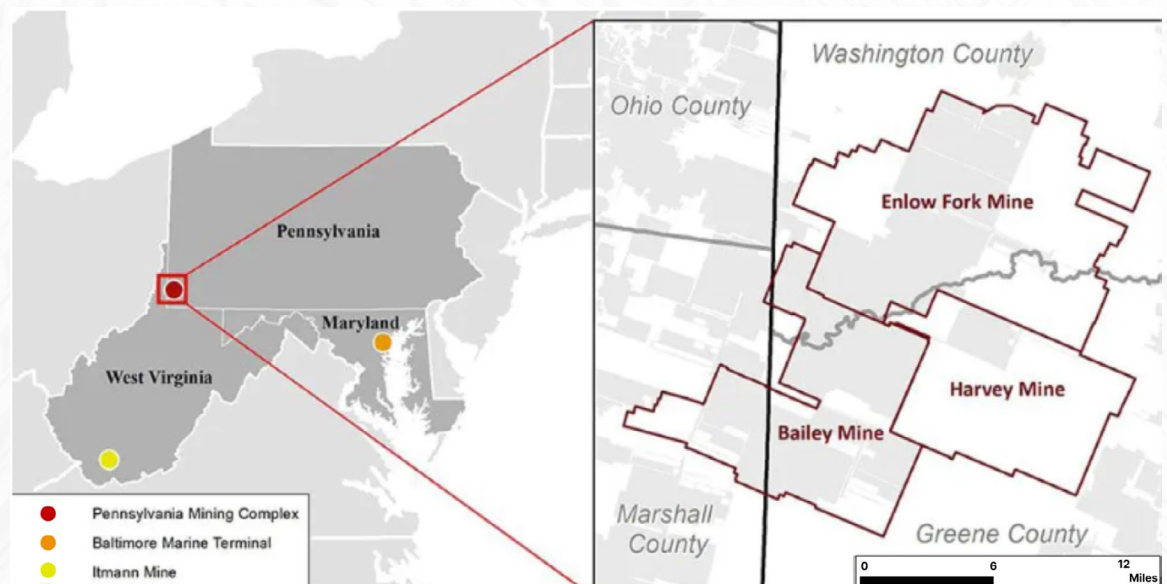 Pennsylvania
Maryland
West Virginia
Pennsylvania Mining Complex
Baltimore Marine Terminal
Itmann Mine
Washington County
Ohio County
Enlow Fork Mine
Harvey Mine
Bailey Mine
Marshall
County
Greene County
0 6 12
Miles